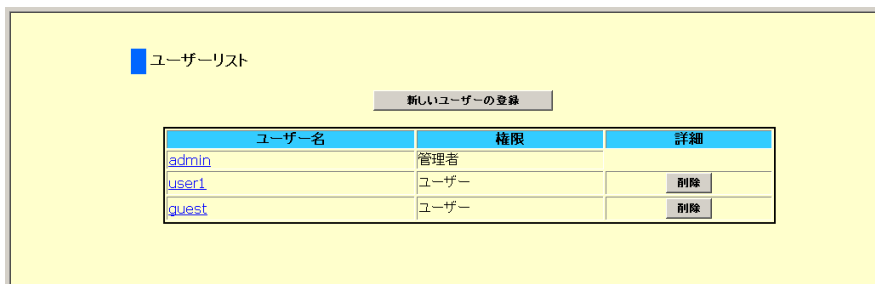 ユーザーリスト
新しいユーザーの登録
ユーザー名 権限 詳細
admin 管理者
user1 ユーザー 削除
guest ユーザー 削除